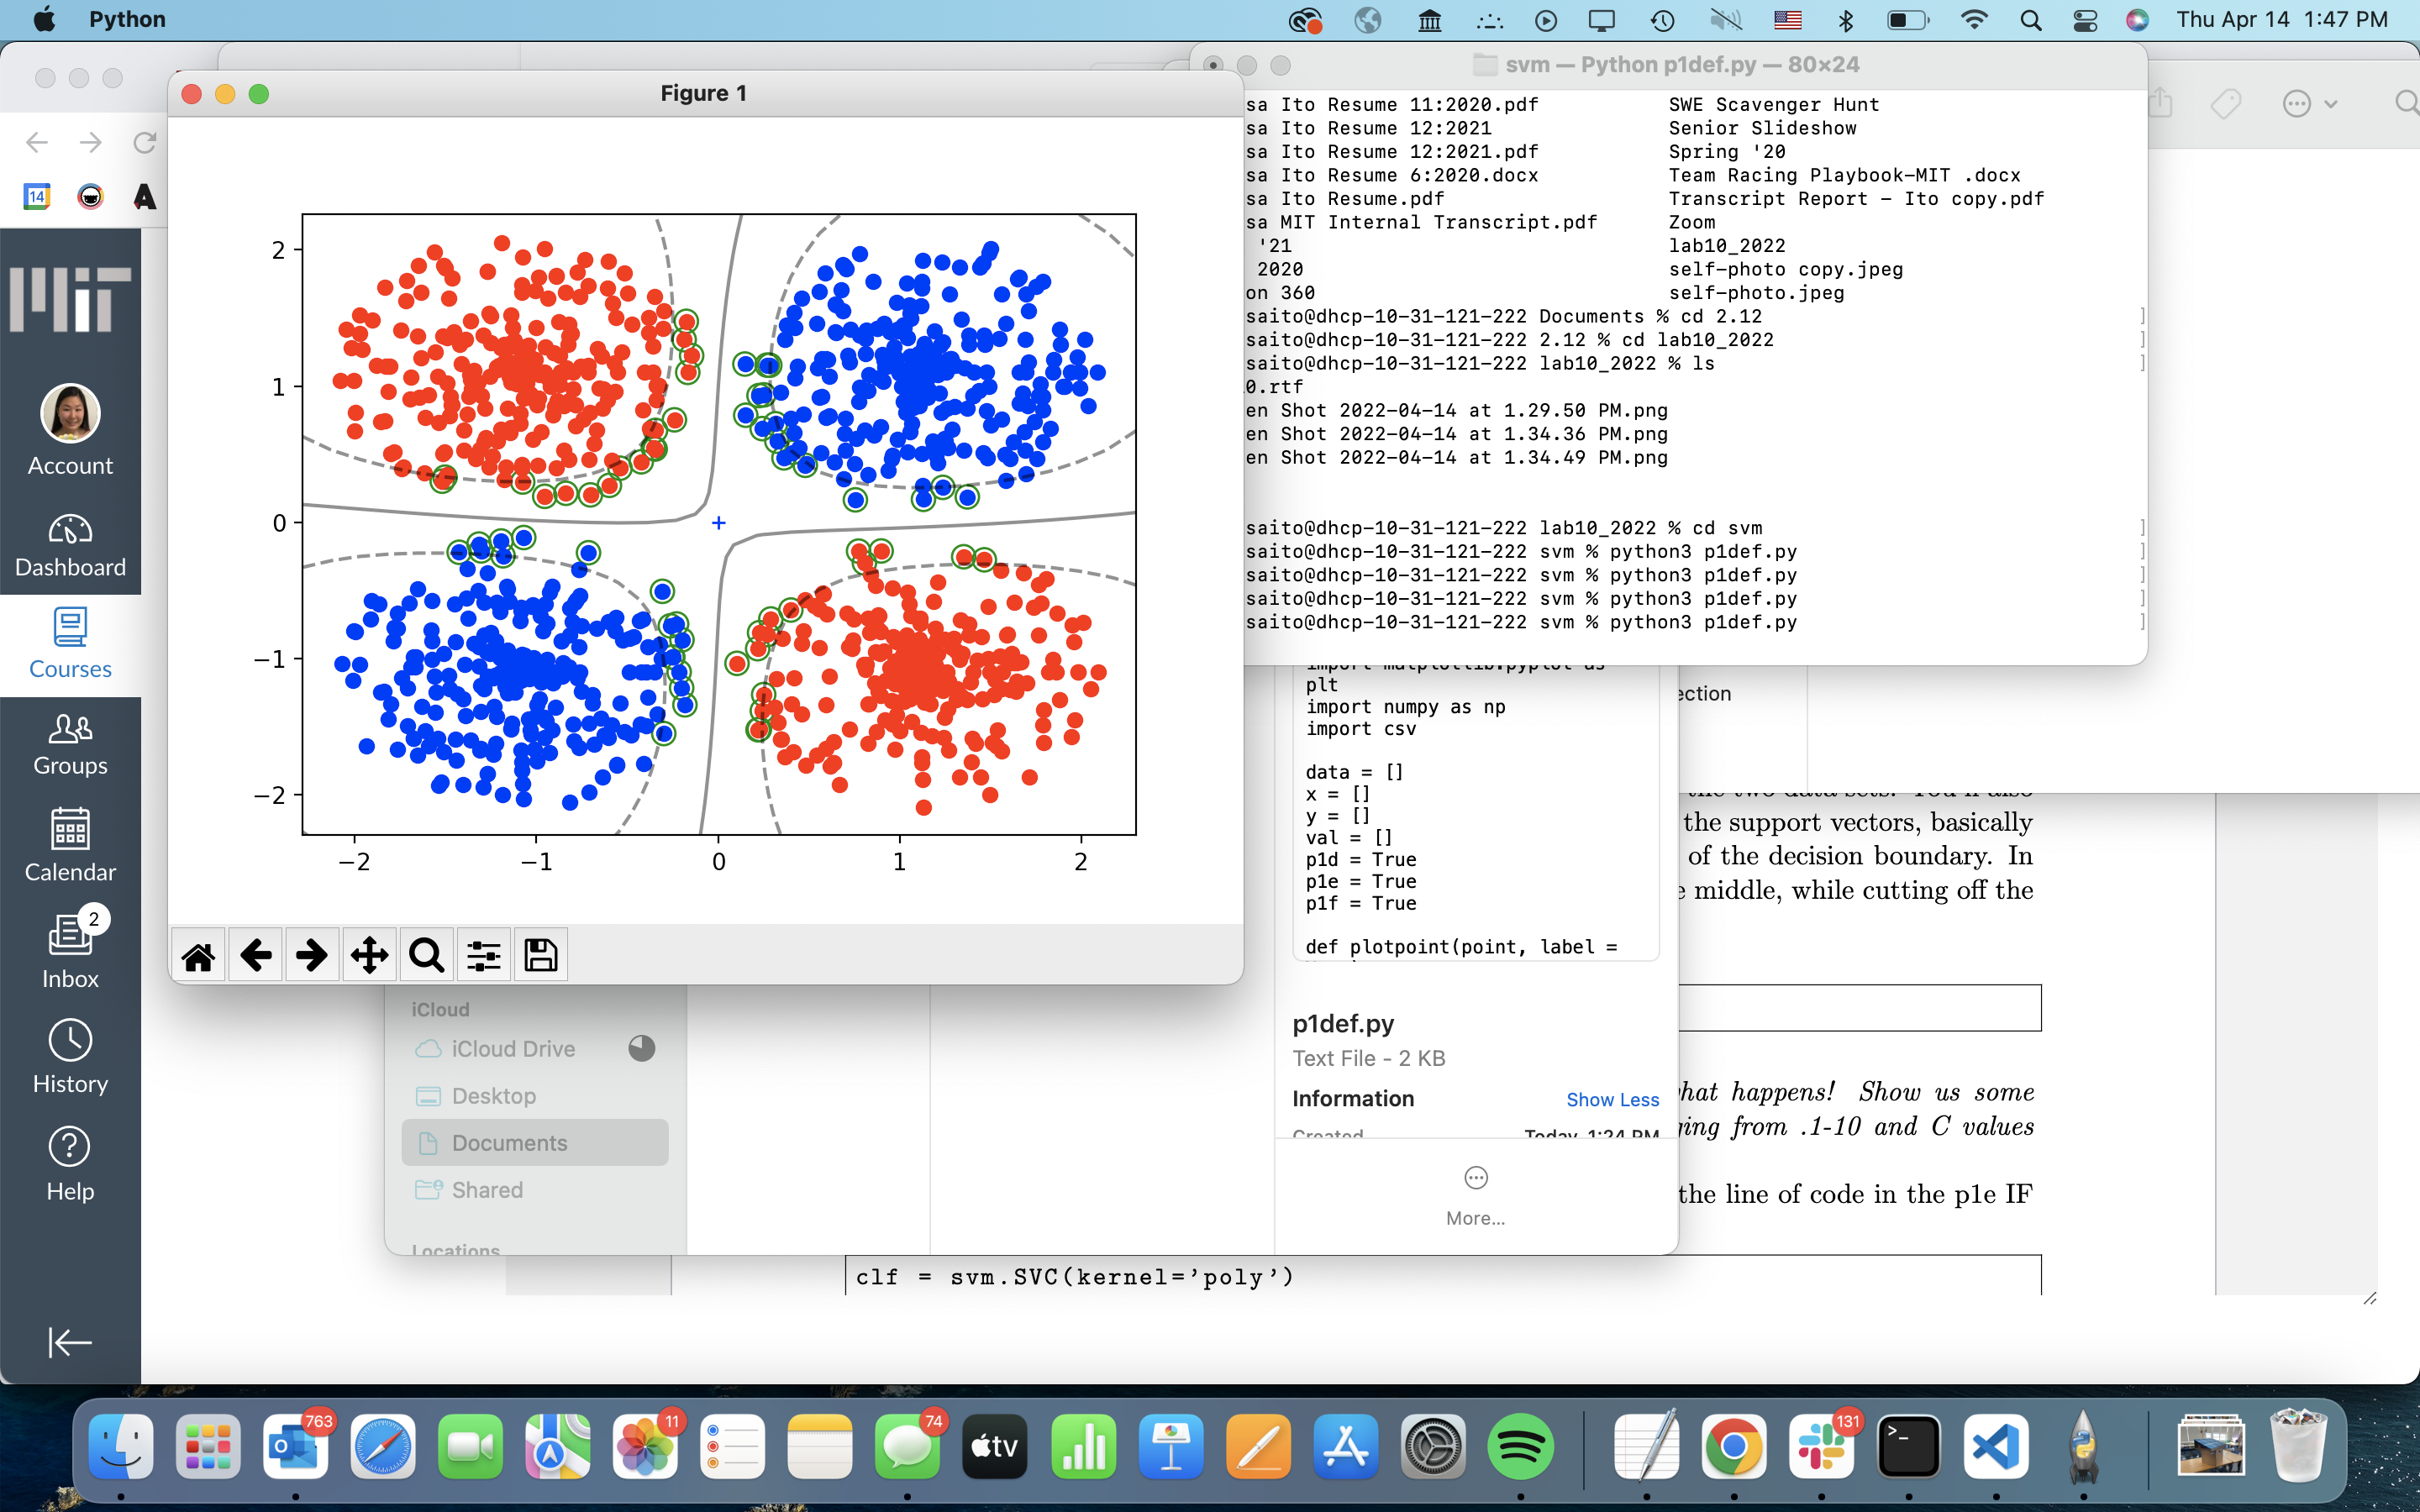 Python
Thu Apr 14 1:47 PM
svm — Python p1def.py — 80×24
Figure 1
14
sa Ito Resume 11:2020.pdf SWE Scavenger Hunt
sa Ito Resume 12:2021 Senior Slideshow
sa Ito Resume 12:2021.pdf Spring '20
sa Ito Resume 6:2020.docx Team Racing Playbook-MIT .docx
sa Ito Resume.pdf Transcript Report - Ito copy.pdf
sa MIT Internal Transcript.pdf Zoom
'21 lab10_2022
2020 self-photo copy.jpeg
on 360 self-photo.jpeg
saito@dhcp-10-31-121-222 Documents % cd 2.12 ]
saito@dhcp-10-31-121-222 2.12 % cd lab10_2022 ]
saito@dhcp-10-31-121-222 lab10_2022 % ls ]
0.rtf
en Shot 2022-04-14 at 1.29.50 PM.png
en Shot 2022-04-14 at 1.34.36 PM.png
en Shot 2022-04-14 at 1.34.49 PM.png
saito@dhcp-10-31-121-222 lab10_2022 % cd svm ]
saito@dhcp-10-31-121-222 svm % python3 p1def.py ]
saito@dhcp-10-31-121-222 svm % python3 p1def.py ]
saito@dhcp-10-31-121-222 svm % python3 p1def.py ]
saito@dhcp-10-31-121-222 svm % python3 p1def.py ]
2
1
0
−1
−2
−2 −1 0 1 2
MIT
Account
Dashboard
Courses
Groups
Calendar
2
Inbox
History
Help
import matplotlib.pyplot as
plt
import numpy as np
import csv
data = []
x = []
y = []
val = []
p1d = True
p1e = True
p1f = True
def plotpoint(point, label =
p1def.py
Text File - 2 KB
Information Show Less
Created Today, 1:24 PM
More...
iCloud
iCloud Drive
Desktop
Documents
Shared
Locations
ection
the two data sets. You'll also
the support vectors, basically
of the decision boundary. In
middle, while cutting off the
hat happens! Show us some
ging from .1-10 and C values
the line of code in the p1e IF
clf = svm.SVC(kernel='poly')
763
11
74
tv
131
>_